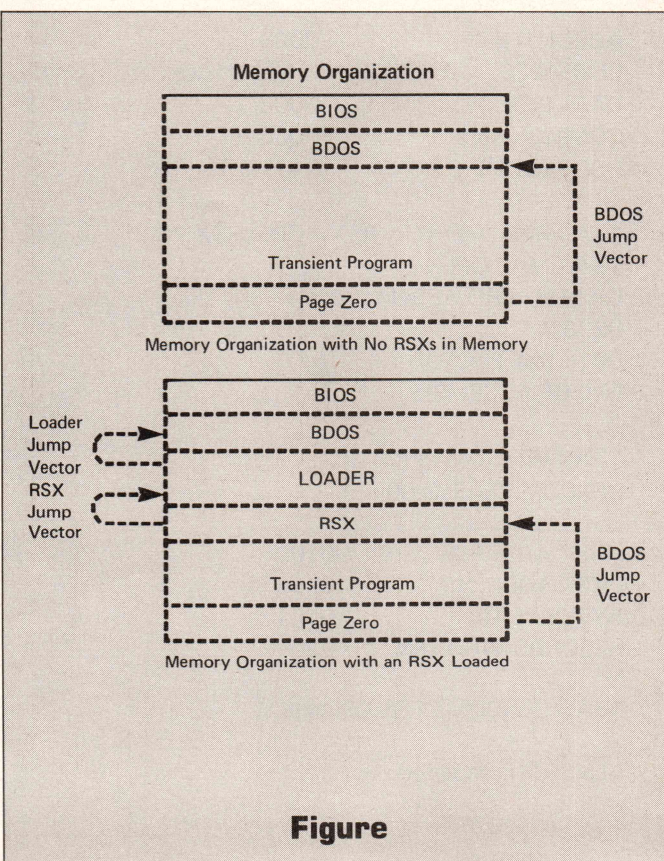 Memory Organization
BIOS
BDOS
Transient Program
Page Zero
BDOS
Jump
Vector
Memory Organization with No RSXs in Memory
BIOS
BDOS
LOADER
RSX
Transient Program
Page Zero
Loader
Jump
Vector
RSX
Jump
Vector
BDOS
Jump
Vector
Memory Organization with an RSX Loaded
Figure